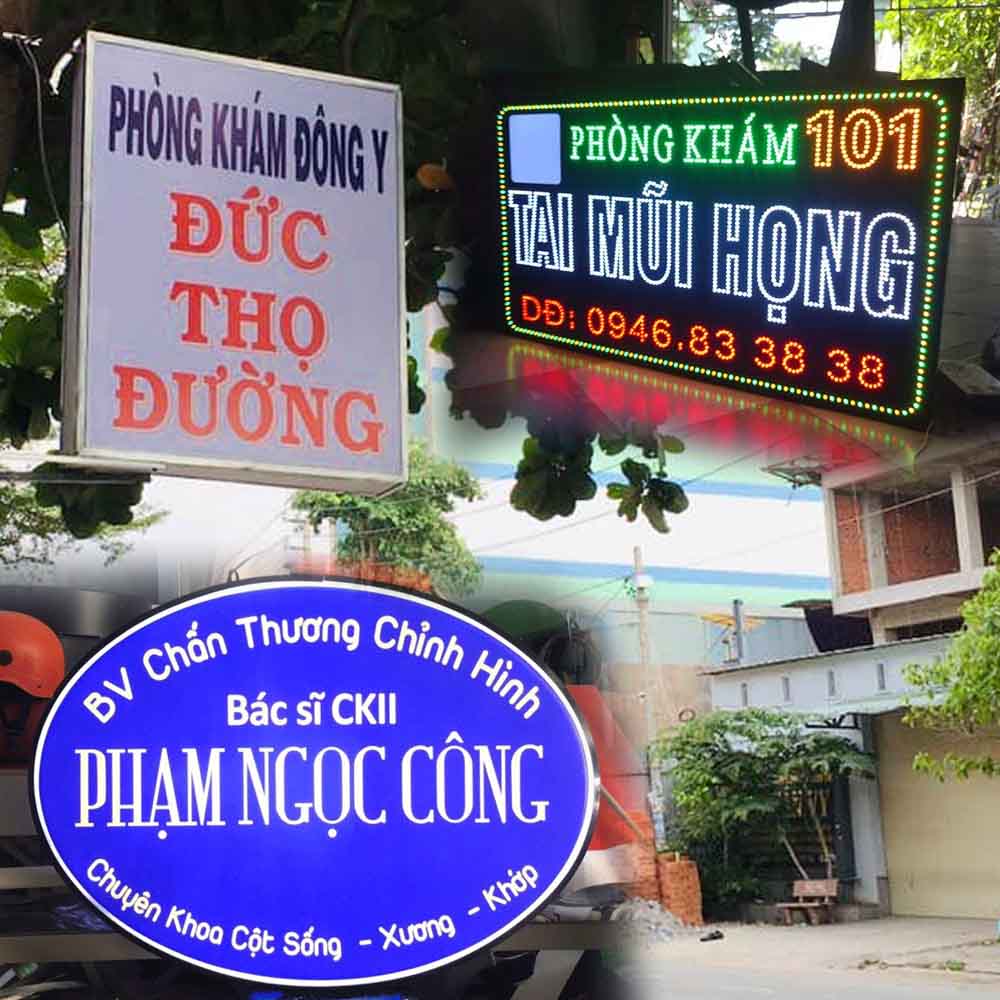 PHÒNG KHÁM ĐÔNG Y
ĐỨC
THỌ
ĐƯỜNG
PHÒNG KHÁM 101
TAI MŨI HỌNG
DĐ: 0946.83 38 38
BV Chấn Thương Chỉnh Hình
Bác sĩ CKII
PHẠM NGỌC CÔNG
Chuyên Khoa Cột Sống - Xương - Khớp